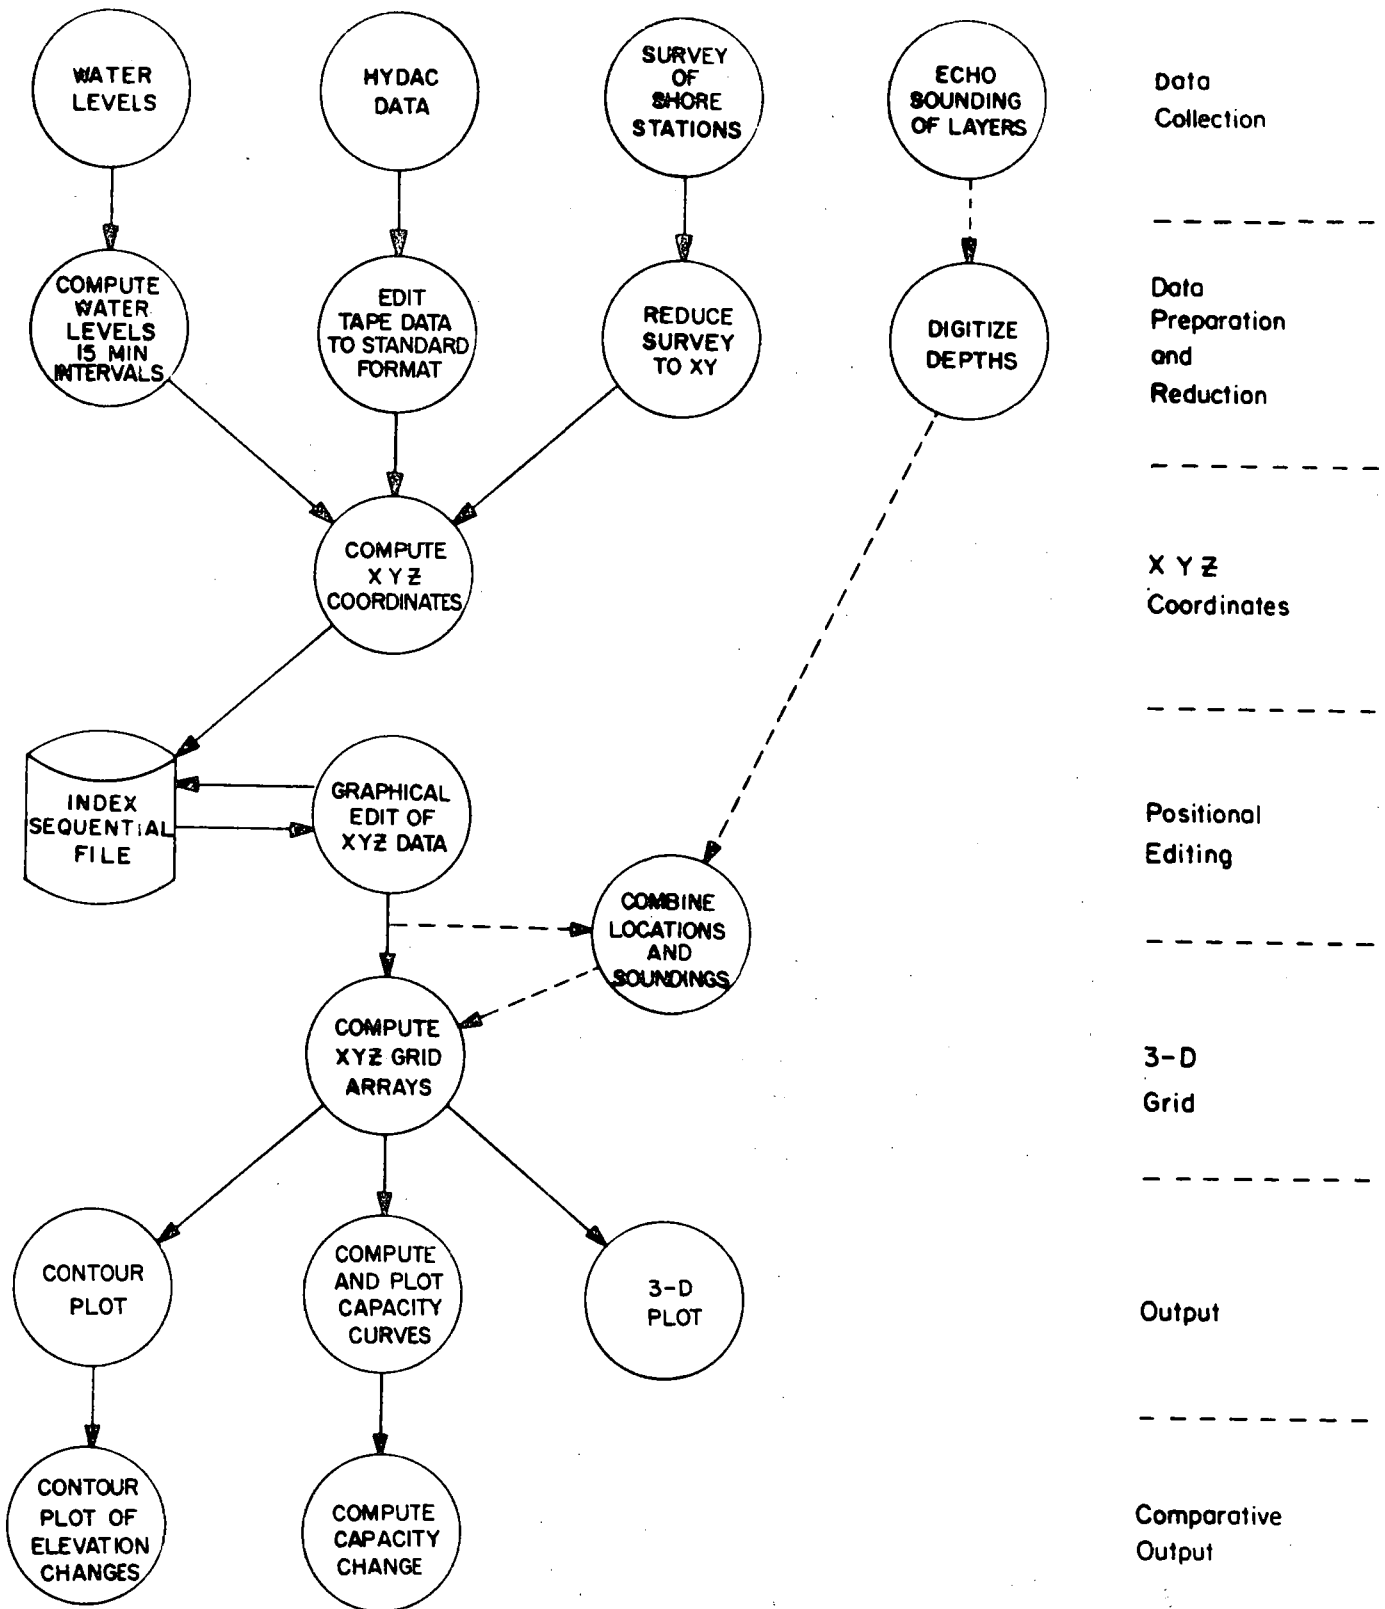 WATER
LEVELS
HYDAC
DATA
SURVEY
OF
SHORE
STATIONS
ECHO
SOUNDING
OF LAYERS
Data
Collection
COMPUTE
WATER
LEVELS
15 MIN
INTERVALS
EDIT
TAPE DATA
TO STANDARD
FORMAT
REDUCE
SURVEY
TO XY
DIGITIZE
DEPTHS
Data
Preparation
and
Reduction
COMPUTE
X Y Z
COORDINATES
X Y Z
Coordinates
INDEX
SEQUENTIAL
FILE
GRAPHICAL
EDIT OF
XYZ DATA
COMBINE
LOCATIONS
AND
SOUNDINGS
Positional
Editing
COMPUTE
XYZ GRID
ARRAYS
3-D
Grid
CONTOUR
PLOT
COMPUTE
AND PLOT
CAPACITY
CURVES
3-D
PLOT
Output
CONTOUR
PLOT OF
ELEVATION
CHANGES
COMPUTE
CAPACITY
CHANGE
Comparative
Output